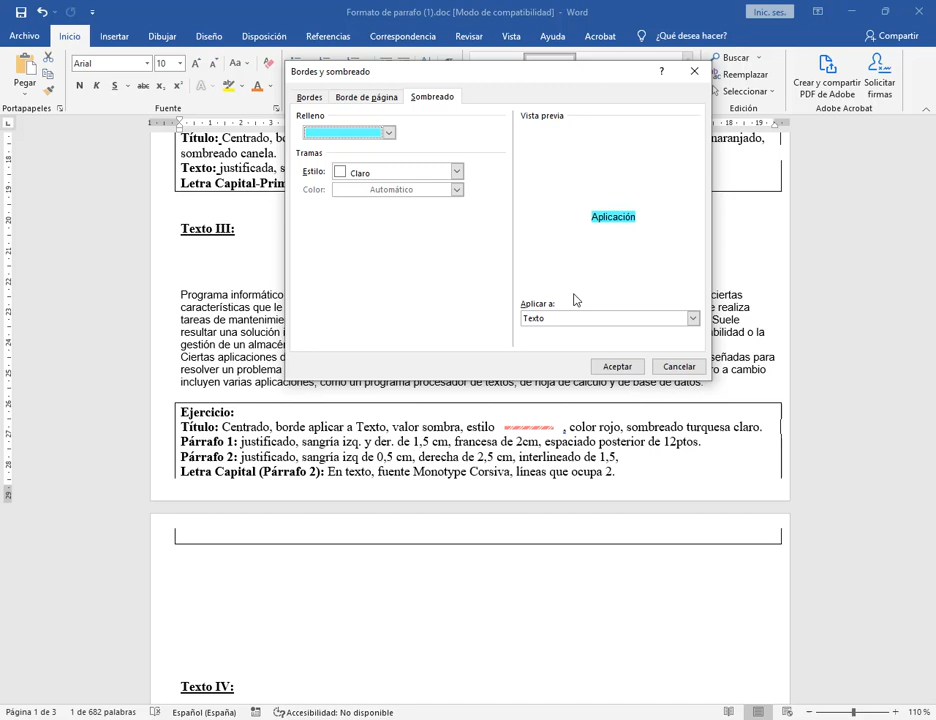 Formato de parrafo (1).doc [Modo de compatibilidad] - Word
Inic. ses.
Archivo Inicio Insertar Dibujar Diseño Disposición Referencias Correspondencia Revisar Vista Ayuda Acrobat ¿Qué desea hacer? Compartir
Pegar
Portapapeles
Arial 10 Aa
N K S abc x₂ x²
Fuente
Buscar
Reemplazar
Seleccionar
Edición
Crear y compartir PDF de Adobe
Solicitar firmas
Adobe Acrobat
Bordes y sombreado
Bordes Borde de página Sombreado
Relleno
Tramas
Estilo: Claro
Color: Automático
Vista previa
Aplicación
Aplicar a:
Texto
Aceptar Cancelar
Título: Centrado, bo naranjado,
sombreado canela.
Texto: justificada, s
Letra Capital-Prim
Texto III:
Programa informático ciertas
características que le realiza
tareas de mantenimie Suele
resultar una solución i abilidad o la
gestión de un almacén
Ciertas aplicaciones d señadas para
resolver un problema ro a cambio
incluyen varias aplicaciones, como un programa procesador de textos, de hoja de cálculo y de base de datos.
Ejercicio:
Título: Centrado, borde aplicar a Texto, valor sombra, estilo , color rojo, sombreado turquesa claro.
Párrafo 1: justificado, sangría izq. y der. de 1,5 cm, francesa de 2cm, espaciado posterior de 12ptos.
Párrafo 2: justificado, sangría izq de 0,5 cm, derecha de 2,5 cm, interlineado de 1,5,
Letra Capital (Párrafo 2): En texto, fuente Monotype Corsiva, líneas que ocupa 2.
Texto IV:
Página 1 de 3 1 de 682 palabras Español (España) Accesibilidad: No disponible 110 %